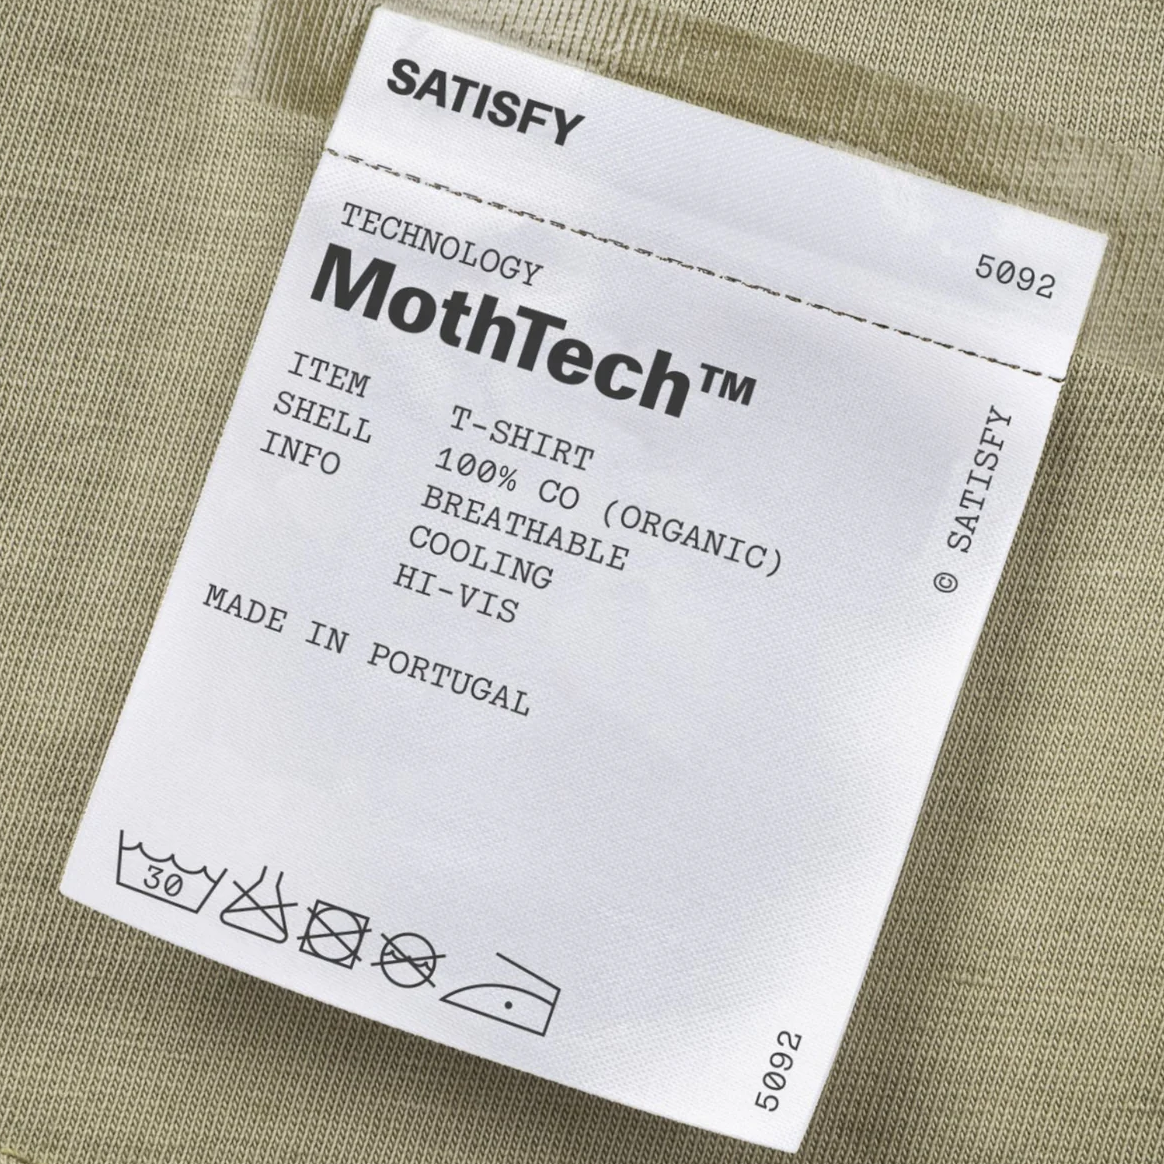 SATISFY
5092
TECHNOLOGY
MothTech™
ITEM T-SHIRT
SHELL 100% CO (ORGANIC)
INFO BREATHABLE
COOLING
HI-VIS
MADE IN PORTUGAL
© SATISFY
30
5092